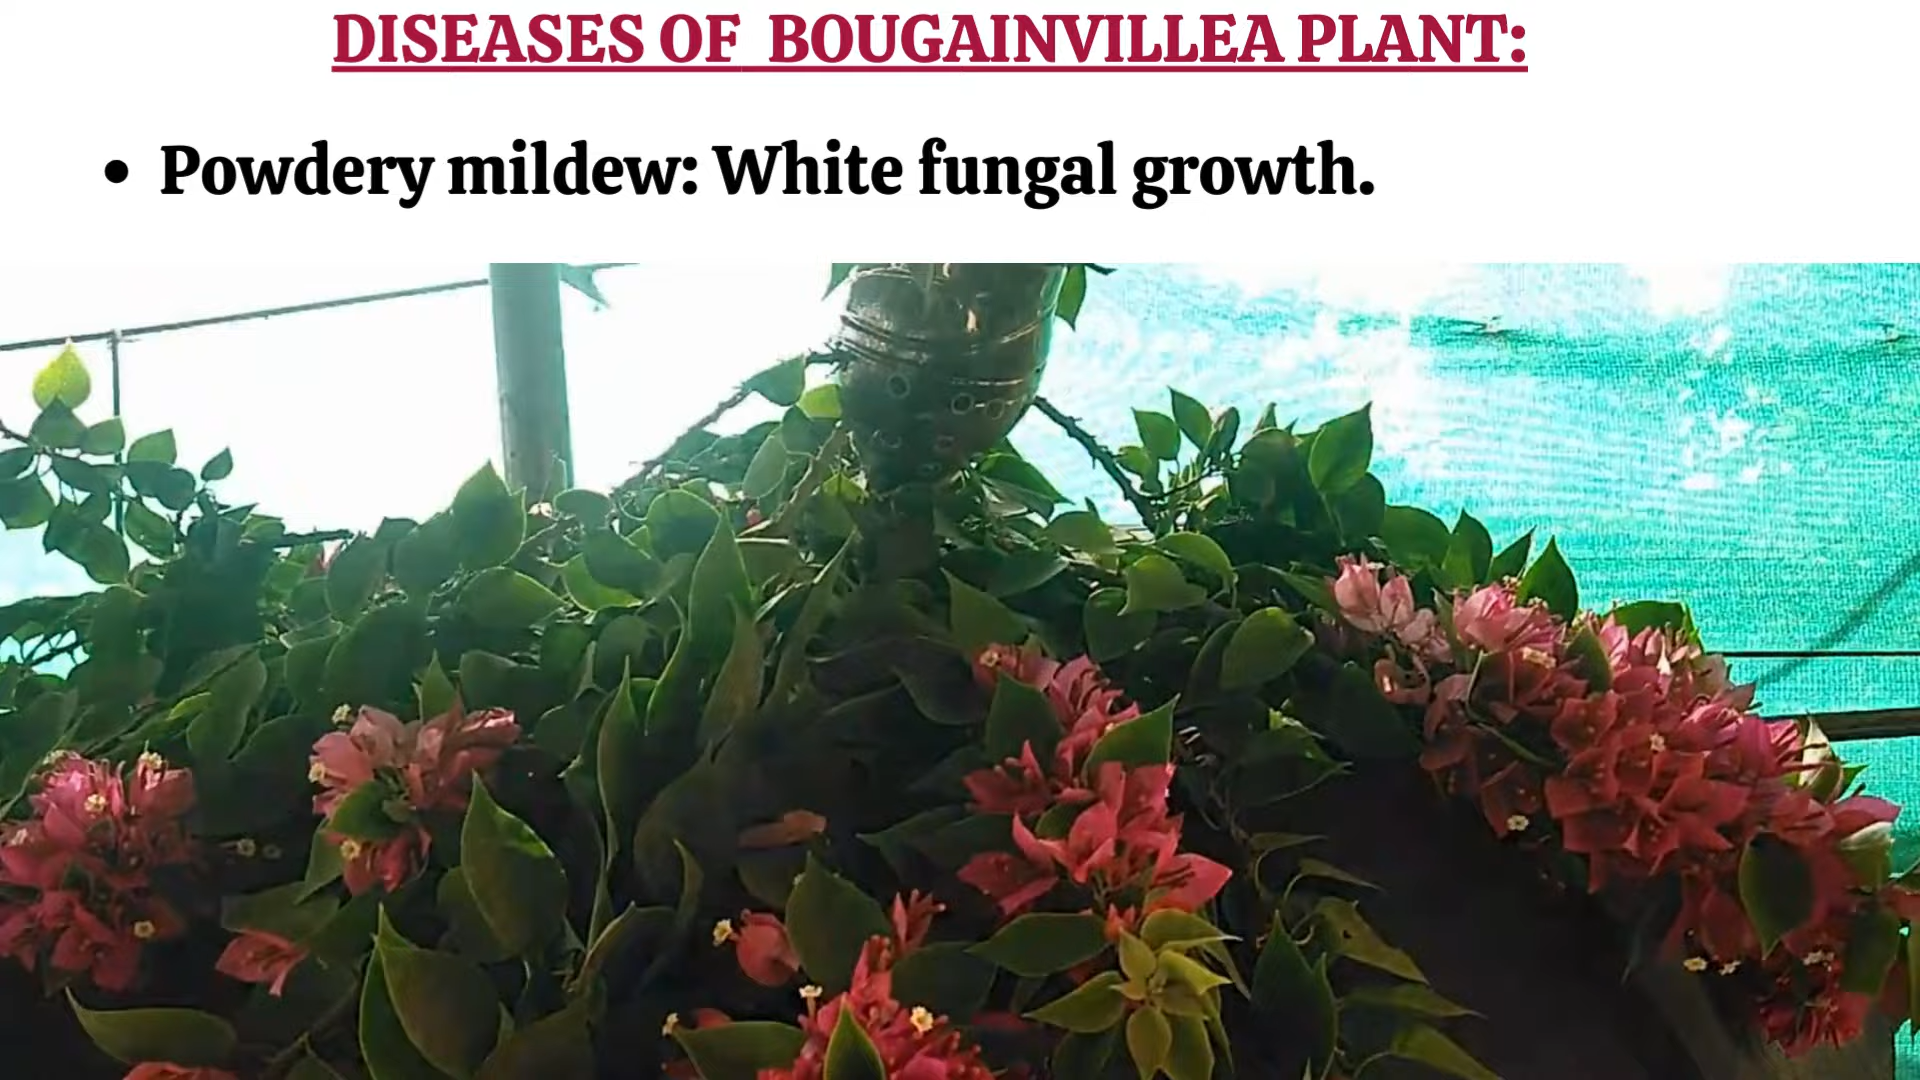 DISEASES OF BOUGAINVILLEA PLANT:
• Powdery mildew: White fungal growth.